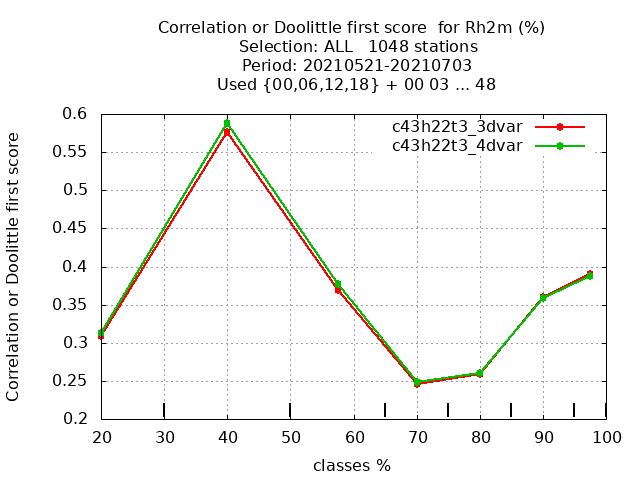 Correlation or Doolittle first score  for Rh2m (%)
Selection: ALL   1048 stations
Period: 20210521-20210703
Used {00,06,12,18} + 00 03 ... 48
c43h22t3_3dvar
c43h22t3_4dvar
Correlation or Doolittle first score
0.6
0.55
0.5
0.45
0.4
0.35
0.3
0.25
0.2
20 30 40 50 60 70 80 90 100
classes %